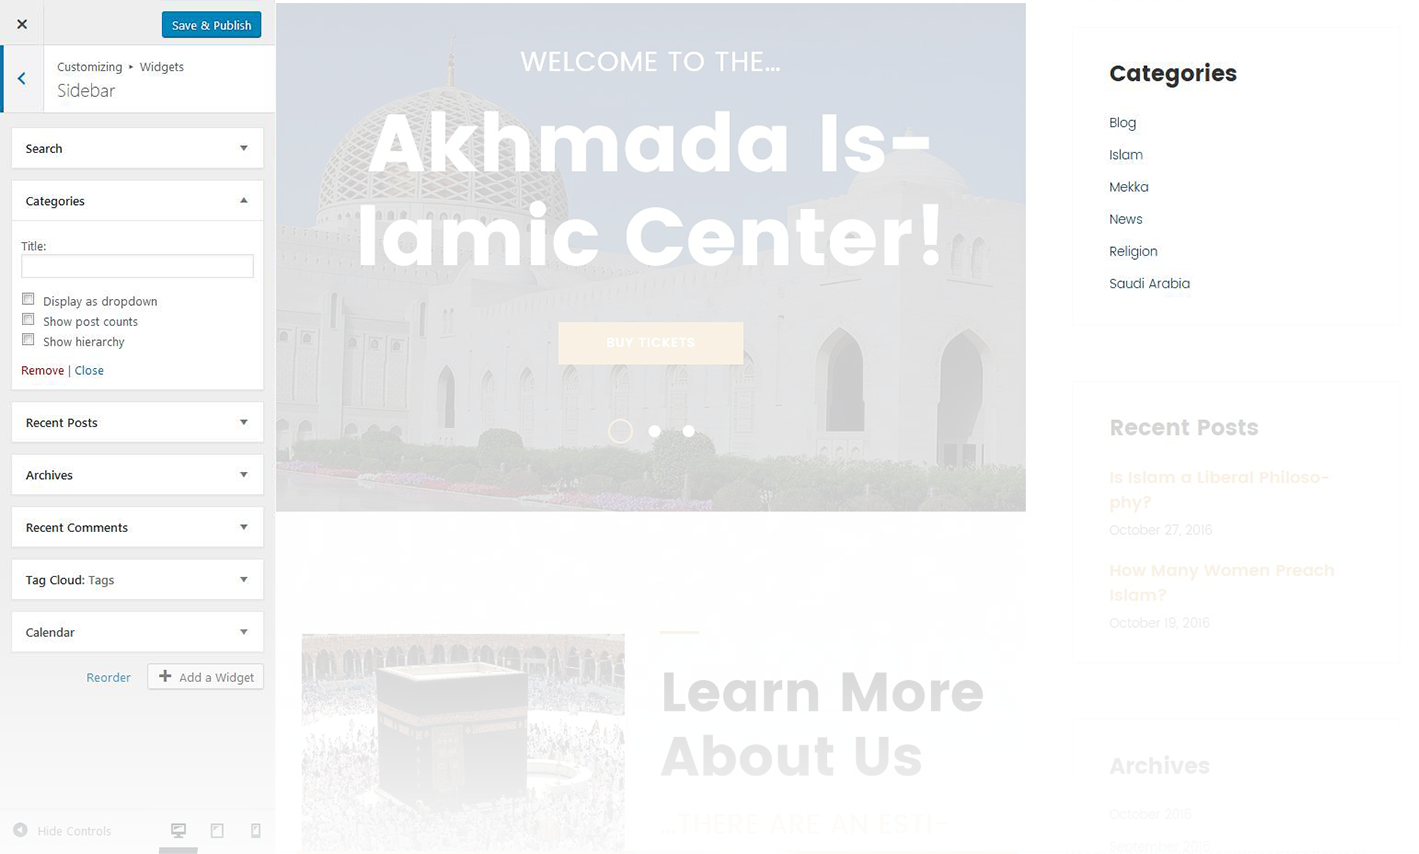 Save & Publish
Customizing ▸ Widgets
Sidebar
Search
Categories
Title:
Display as dropdown
Show post counts
Show hierarchy
Remove | Close
Recent Posts
Archives
Recent Comments
Tag Cloud: Tags
Calendar
Reorder
Add a Widget
Hide Controls
WELCOME TO THE...
Akhmada Is-
lamic Center!
BUY TICKETS
Learn More
About Us
...THERE ARE AN ESTI-
Categories
Blog
Islam
Mekka
News
Religion
Saudi Arabia
Recent Posts
Is Islam a Liberal Philoso-
phy?
October 27, 2016
How Many Women Preach
Islam?
October 19, 2016
Archives
October 2016
September 2016